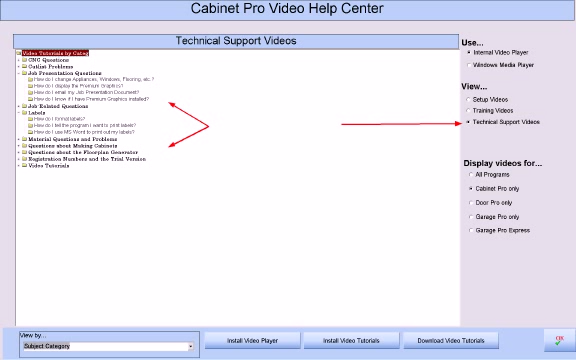 Cabinet Pro Video Help Center
Technical Support Videos
Video Tutorials by Categ
CNC Questions
Cutlist Problems
Job Presentation Questions
How do I change Appliances, Windows, Flooring, etc.?
How do I display the Premium Graphics?
How do I email my Job Presentation Document?
How do I know if I have Premium Graphics installed?
Job Related Questions
Labels
How do I format labels?
How do I tell the program I want to print labels?
How do I use MS Word to print out my labels?
Material Questions and Problems
Questions about Making Cabinets
Questions about the Floorplan Generator
Registration Numbers and the Trial Version
Video Tutorials
Use...
Internal Video Player
Windows Media Player
View...
Setup Videos
Training Videos
Technical Support Videos
Display videos for...
All Programs
Cabinet Pro only
Door Pro only
Garage Pro only
Garage Pro Express
View by...
Subject Category
Install Video Player
Install Video Tutorials
Download Video Tutorials
OK